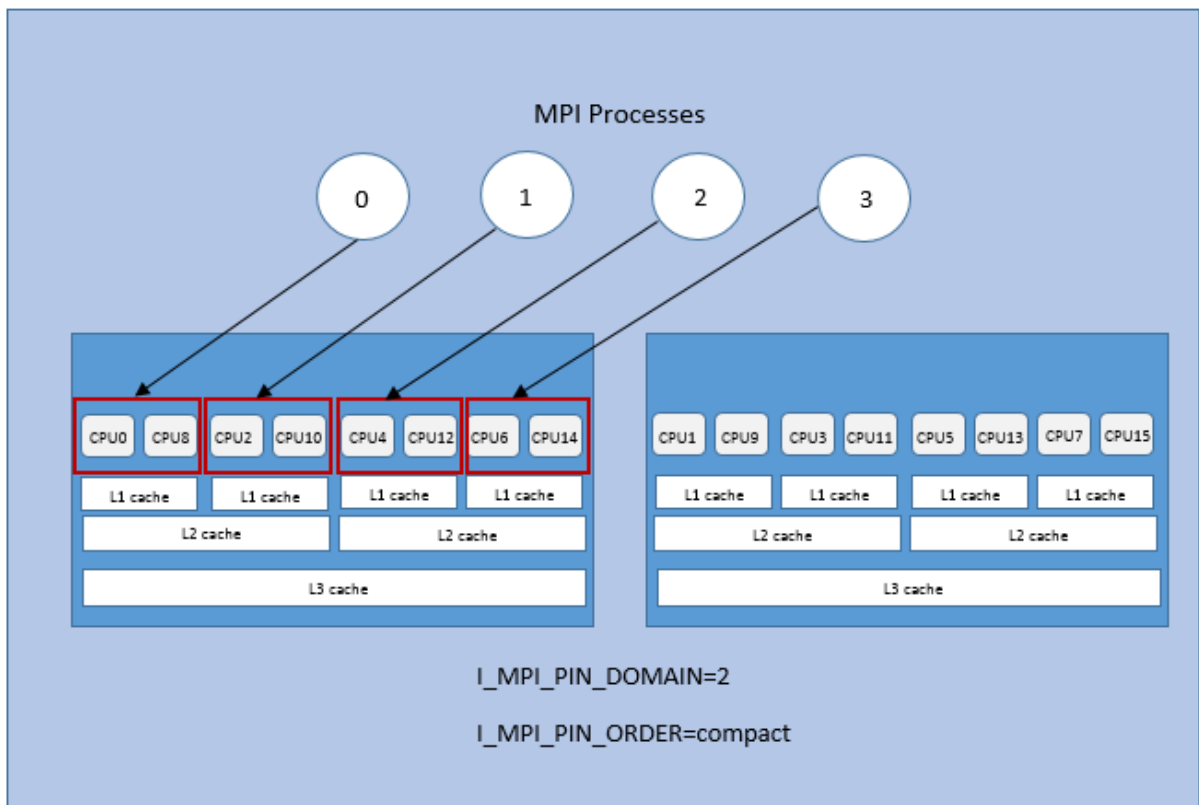 MPI Processes
0 1 2 3
CPU0 CPU8 CPU2 CPU10 CPU4 CPU12 CPU6 CPU14 CPU1 CPU9 CPU3 CPU11 CPU5 CPU13 CPU7 CPU15
L1 cache L1 cache L1 cache L1 cache L1 cache L1 cache L1 cache L1 cache
L2 cache L2 cache L2 cache L2 cache
L3 cache L3 cache
I_MPI_PIN_DOMAIN=2
I_MPI_PIN_ORDER=compact